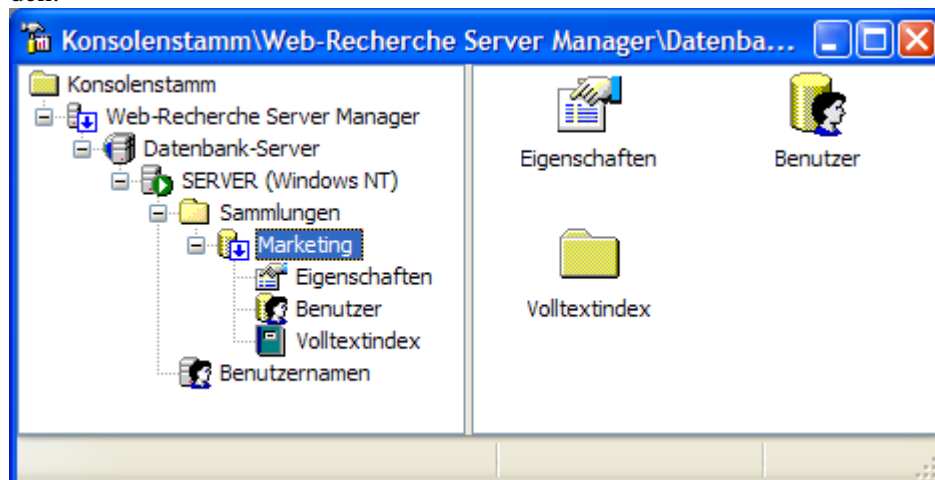 Konsolenstamm\Web-Recherche Server Manager\Datenba...
Konsolenstamm
Web-Recherche Server Manager
Datenbank-Server
SERVER (Windows NT)
Sammlungen
Marketing
Eigenschaften
Benutzer
Volltextindex
Benutzernamen
Eigenschaften
Benutzer
Volltextindex